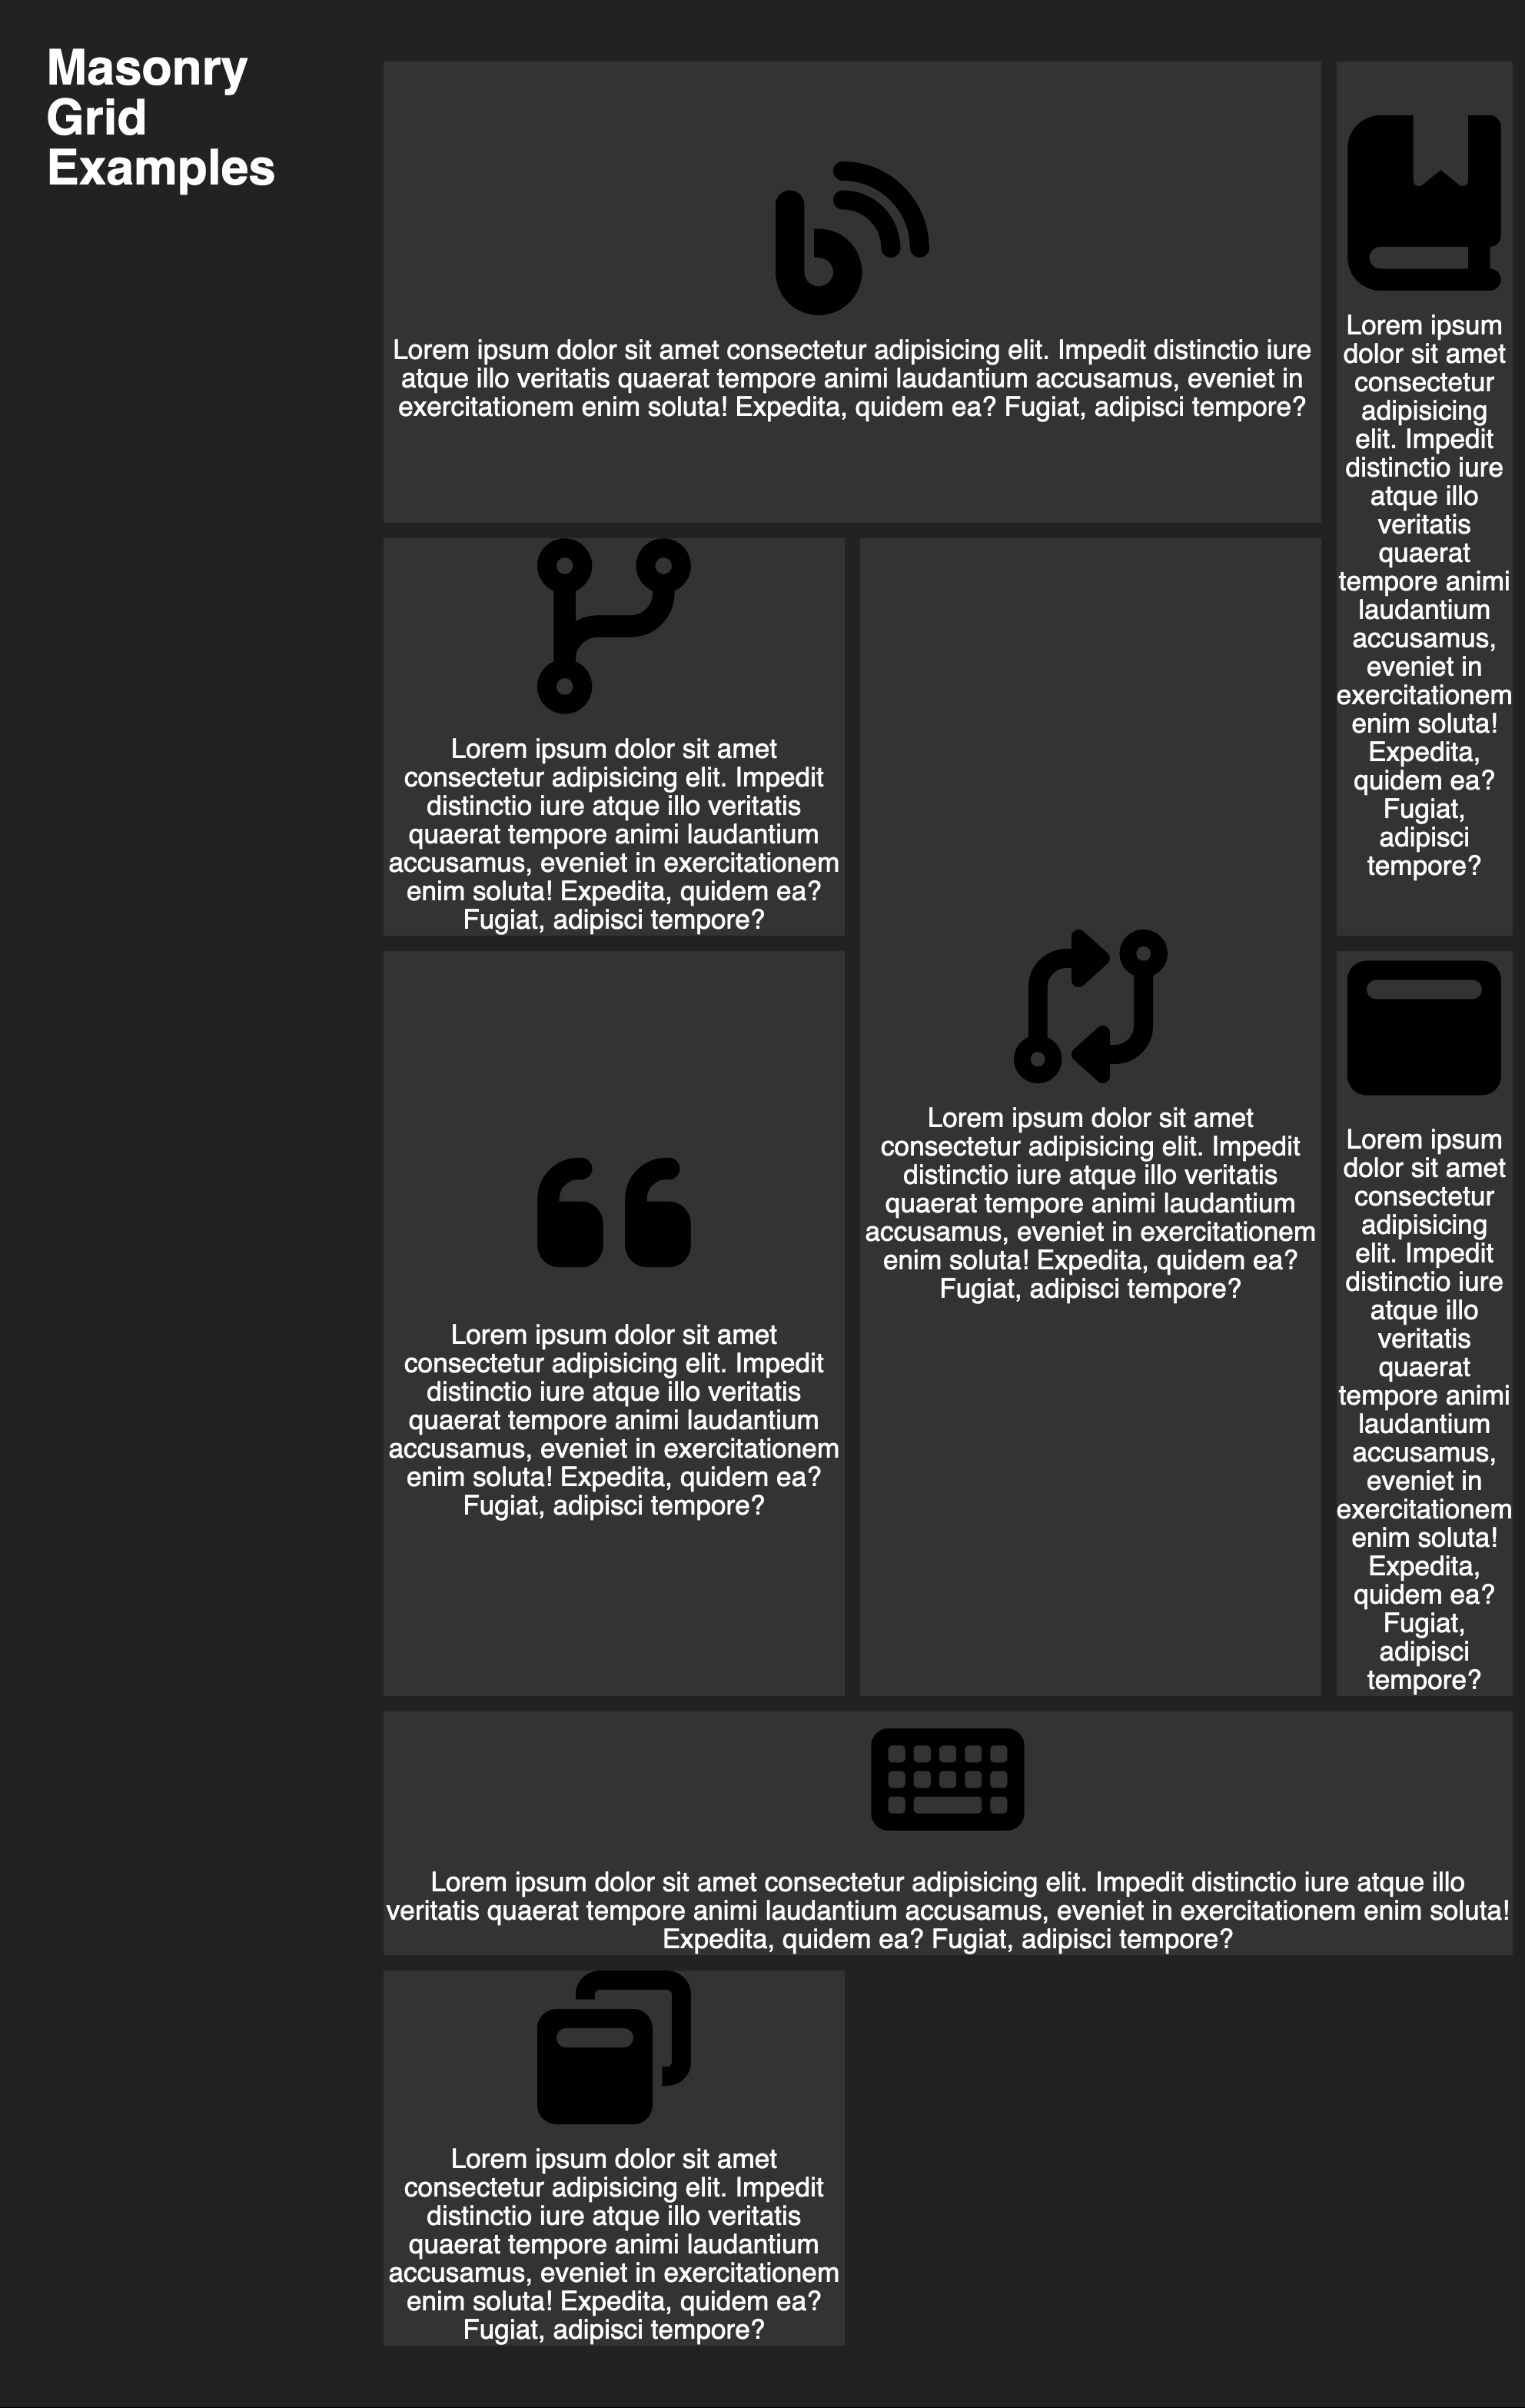 Masonry
Grid
Examples
Lorem ipsum dolor sit amet consectetur adipisicing elit. Impedit distinctio iure
atque illo veritatis quaerat tempore animi laudantium accusamus, eveniet in
exercitationem enim soluta! Expedita, quidem ea? Fugiat, adipisci tempore?
Lorem ipsum
dolor sit amet
consectetur
adipisicing
elit. Impedit
distinctio iure
atque illo
veritatis
quaerat
tempore animi
laudantium
accusamus,
eveniet in
exercitationem
enim soluta!
Expedita,
quidem ea?
Fugiat,
adipisci
tempore?
Lorem ipsum dolor sit amet
consectetur adipisicing elit. Impedit
distinctio iure atque illo veritatis
quaerat tempore animi laudantium
accusamus, eveniet in exercitationem
enim soluta! Expedita, quidem ea?
Fugiat, adipisci tempore?
Lorem ipsum dolor sit amet
consectetur adipisicing elit. Impedit
distinctio iure atque illo veritatis
quaerat tempore animi laudantium
accusamus, eveniet in exercitationem
enim soluta! Expedita, quidem ea?
Fugiat, adipisci tempore?
Lorem ipsum dolor sit amet
consectetur adipisicing elit. Impedit
distinctio iure atque illo veritatis
quaerat tempore animi laudantium
accusamus, eveniet in exercitationem
enim soluta! Expedita, quidem ea?
Fugiat, adipisci tempore?
Lorem ipsum
dolor sit amet
consectetur
adipisicing
elit. Impedit
distinctio iure
atque illo
veritatis
quaerat
tempore animi
laudantium
accusamus,
eveniet in
exercitationem
enim soluta!
Expedita,
quidem ea?
Fugiat,
adipisci
tempore?
Lorem ipsum dolor sit amet consectetur adipisicing elit. Impedit distinctio iure atque illo
veritatis quaerat tempore animi laudantium accusamus, eveniet in exercitationem enim soluta!
Expedita, quidem ea? Fugiat, adipisci tempore?
Lorem ipsum dolor sit amet
consectetur adipisicing elit. Impedit
distinctio iure atque illo veritatis
quaerat tempore animi laudantium
accusamus, eveniet in exercitationem
enim soluta! Expedita, quidem ea?
Fugiat, adipisci tempore?